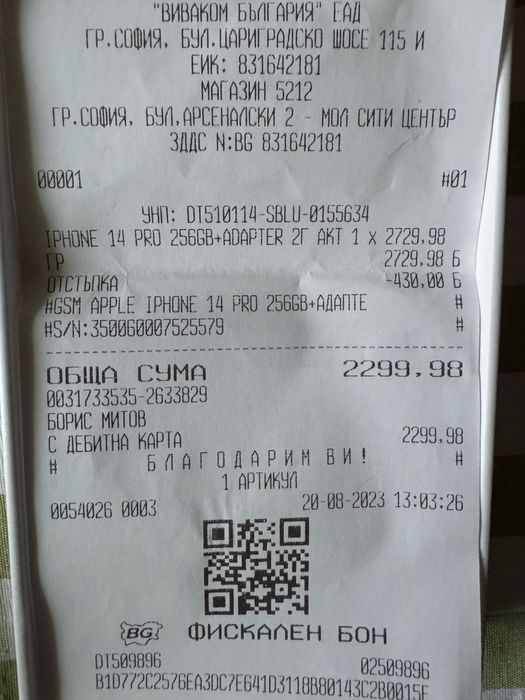 "ВИВАКОМ БЪЛГАРИЯ" ЕАД
ГР.СОФИЯ, БУЛ.ЦАРИГРАДСКО ШОСЕ 115 И
ЕИК: 831642181
МАГАЗИН 5212
ГР.СОФИЯ, БУЛ.АРСЕНАЛСКИ 2 - МОЛ СИТИ ЦЕНТЪР
ЗДДС N:BG 831642181
00001 #01
УНП: DT510114-SBLU-0155634
IPHONE 14 PRO 256GB+ADAPTER 2Г АКТ 1 x 2729,98
ГР 2729,98 Б
ОТСТЪПКА -430,00 Б
#GSM APPLE IPHONE 14 PRO 256GB+ADAPTE #
#S/N:350060007525579 #
ОБЩА СУМА 2299,98
0031733535-2633829
БОРИС МИТОВ
С ДЕБИТНА КАРТА 2299,98
# Б Л А Г О Д А Р И М В И ! #
1 АРТИКУЛ
0054026 0003 20-08-2023 13:03:26
BG ФИСКАЛЕН БОН
DT509896 02509896
B1D772C2576EA3DC7E641D3118B80143C2B0015F